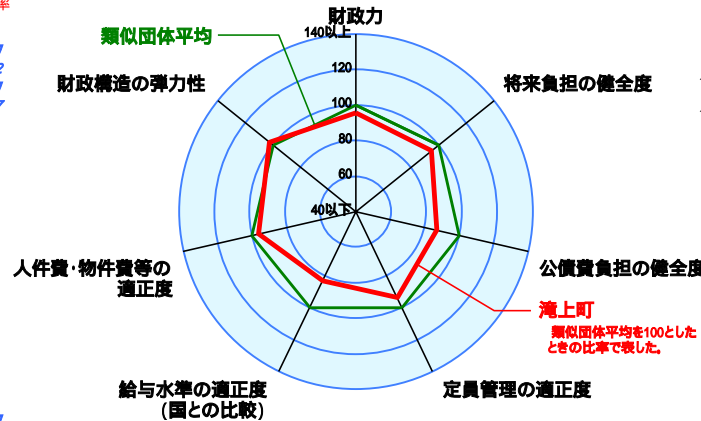 率
財政力
140以上
類似団体平均
財政構造の弾力性
将来負担の健全度
120
100
80
60
40以下
人件費・物件費等の
適正度
公債費負担の健全度
滝上町
類似団体平均を100とした
ときの比率で表した。
給与水準の適正度
(国との比較)
定員管理の適正度